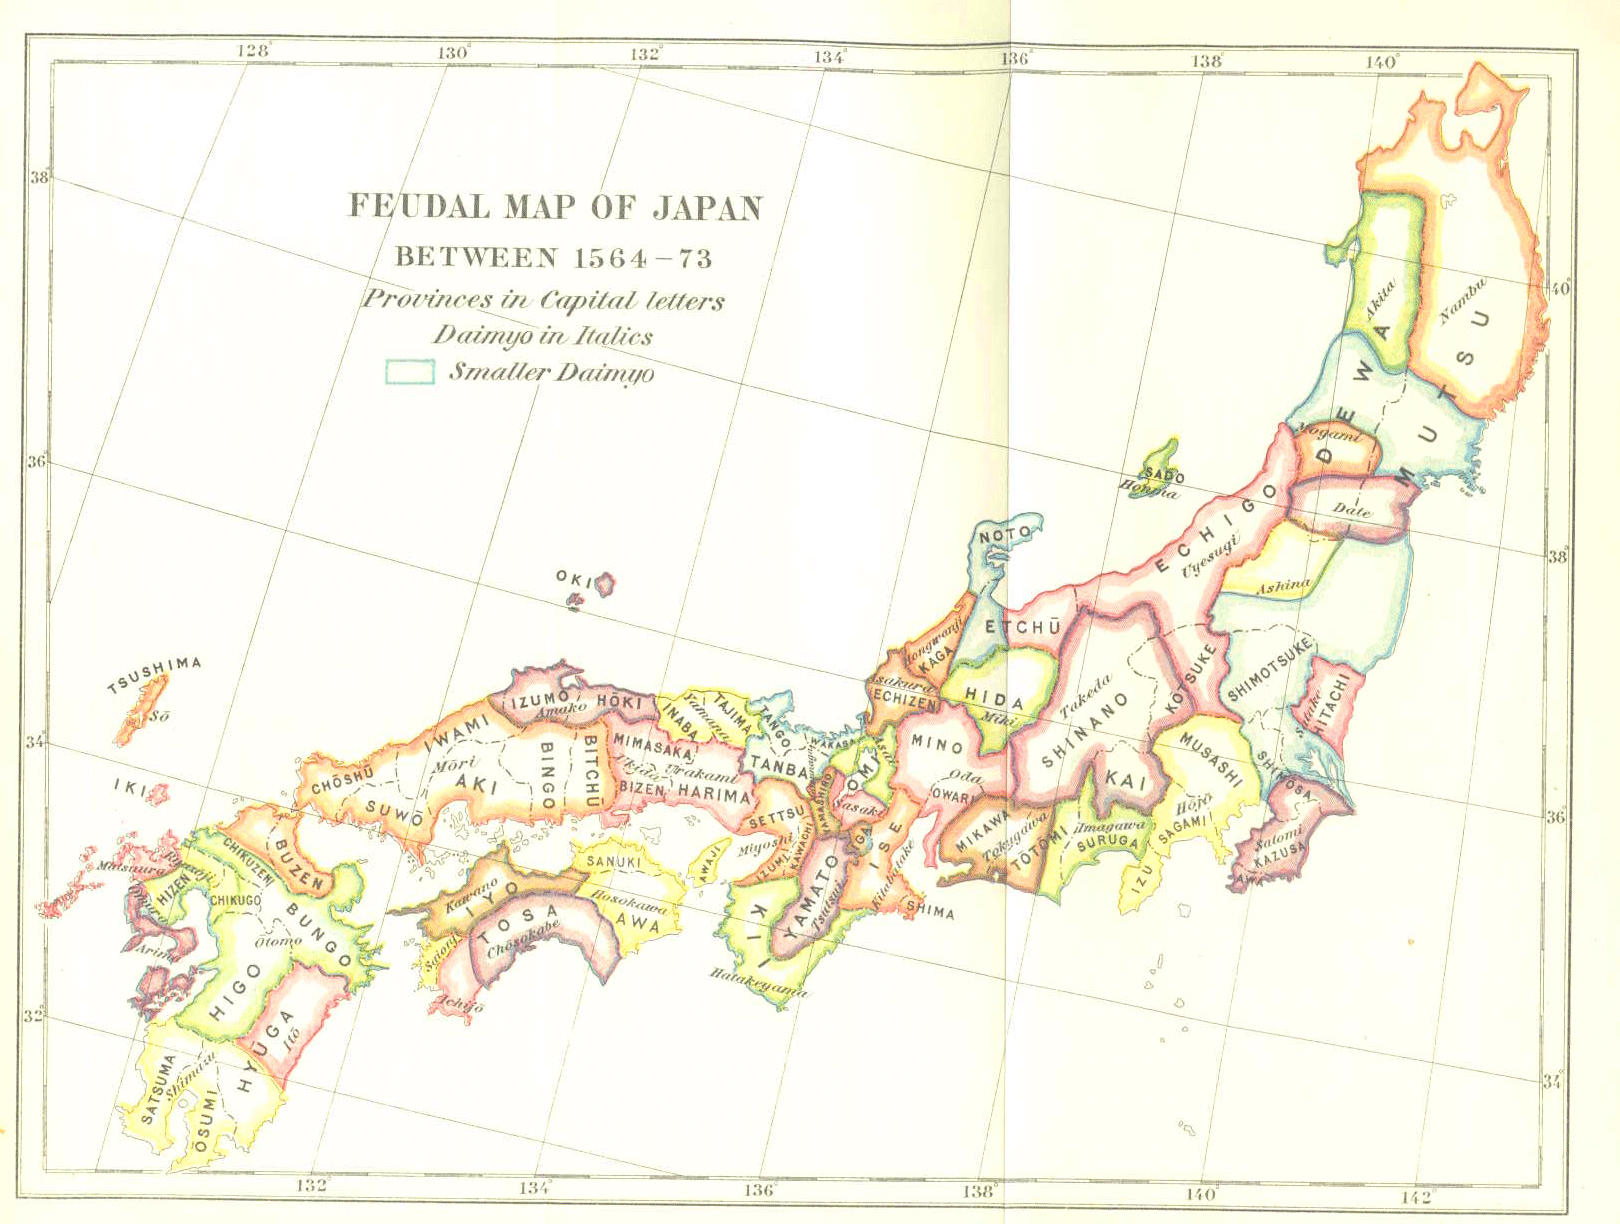 128°
130°
132°
134°
136°
138°
140°
38°
36°
34°
32°
40°
38°
36°
34°
132°
134°
136°
138°
140°
142°
FEUDAL MAP OF JAPAN
BETWEEN 1564–73
Provinces in Capital letters
Daimyo in Italics
Smaller Daimyo
MUTSU
Nambu
DEWA
Akita
Mogami
Date
Ashina
SADO
Honma
ECHIGO
Uyesugi
NOTO
ETCHŪ
Hongwanji
KAGA
Asakura
ECHIZEN
HIDA
Miki
Takeda
SHINANO
KOTSUKE
SHIMOTSUKE
HITACHI
Satake
SHIMOSA
MUSASHI
KAI
Hōjō
SAGAMI
Satomi
KAZUSA
AWA
IZU
Imagawa
SURUGA
TŌTŌMI
Tokugawa
MIKAWA
MINO
Oda
OWARI
OMI
Asai
Sasaki
WAKASA
TANGO
TANBA
YAMASHIRO
IGA
ISE
Kitabatake
SHIMA
YAMATO
Tsutsui
KII
Hatakeyama
SETTSU
Miyoshi
KAWACHI
IZUMI
AWAJI
TAJIMA
Yamana
INABA
OKI
HŌKI
IZUMO
Amako
MIMASAKA
Ukida
Urakami
BIZEN
HARIMA
BITCHŪ
BINGO
IWAMI
Mōri
AKI
CHŌSHŪ
SUWŌ
SANUKI
Hosokawa
AWA
Kawano
IYO
TOSA
Chōsokabe
Saionji
Ichijō
TSUSHIMA
Sō
IKI
Matsuura
Riuzoji
HIZEN
Omura
Arima
CHIKUZEN
BUZEN
CHIKUGO
BUNGO
Otomo
HIGO
HYŪGA
Itō
SATSUMA
Shimazu
ŌSUMI